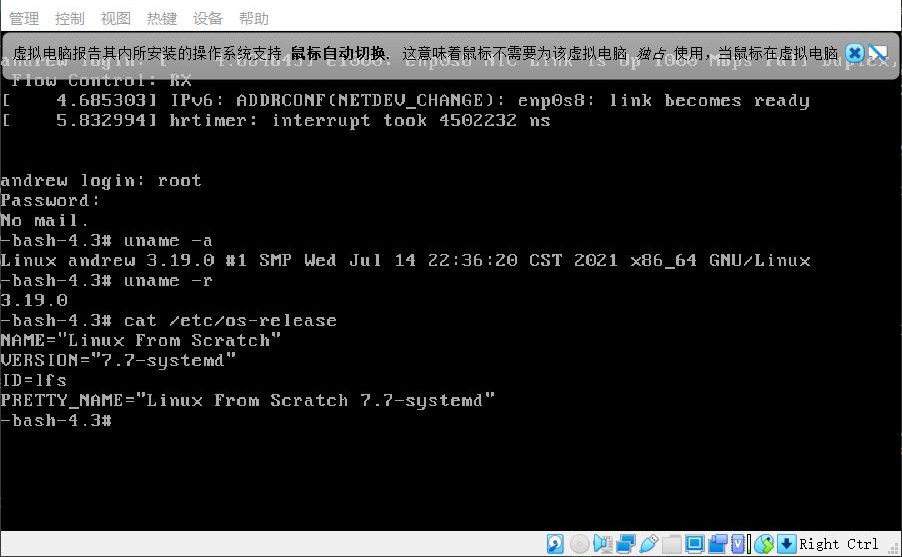 管理 控制 视图 热键 设备 帮助
虚拟电脑报告其内所安装的操作系统支持 鼠标自动切换. 这意味着鼠标不需要为该虚拟电脑 独占 使用，当鼠标在虚拟电脑
andrew login: [ 4.681845] e1000: enp0s8 NIC Link is Up 1000 Mbps Full Duplex,
Flow Control: RX
[ 4.685303] IPv6: ADDRCONF(NETDEV_CHANGE): enp0s8: link becomes ready
[ 5.832994] hrtimer: interrupt took 4502232 ns
andrew login: root
Password:
No mail.
-bash-4.3# uname -a
Linux andrew 3.19.0 #1 SMP Wed Jul 14 22:36:20 CST 2021 x86_64 GNU/Linux
-bash-4.3# uname -r
3.19.0
-bash-4.3# cat /etc/os-release
NAME="Linux From Scratch"
VERSION="7.7-systemd"
ID=lfs
PRETTY_NAME="Linux From Scratch 7.7-systemd"
-bash-4.3#
Right Ctrl